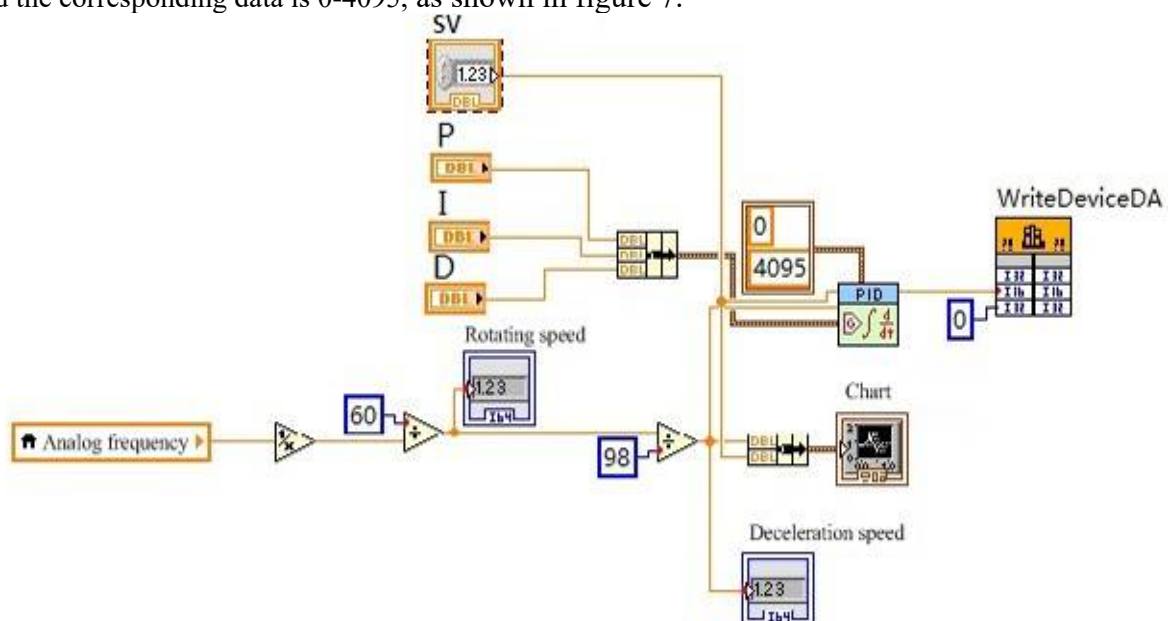 d the corresponding data is 0-4095, as shown in figure 7.
SV
1.23
DBL
P
DBL
I
DBL
D
DBL
DBL
DBL
DBL
0
4095
WriteDeviceDA
PID
I32 I32
I16 I16
I32 I32
0
Rotating speed
1.23
I64
60
Analog frequency
98
DBL
DBL
Chart
Deceleration speed
1.23
I64